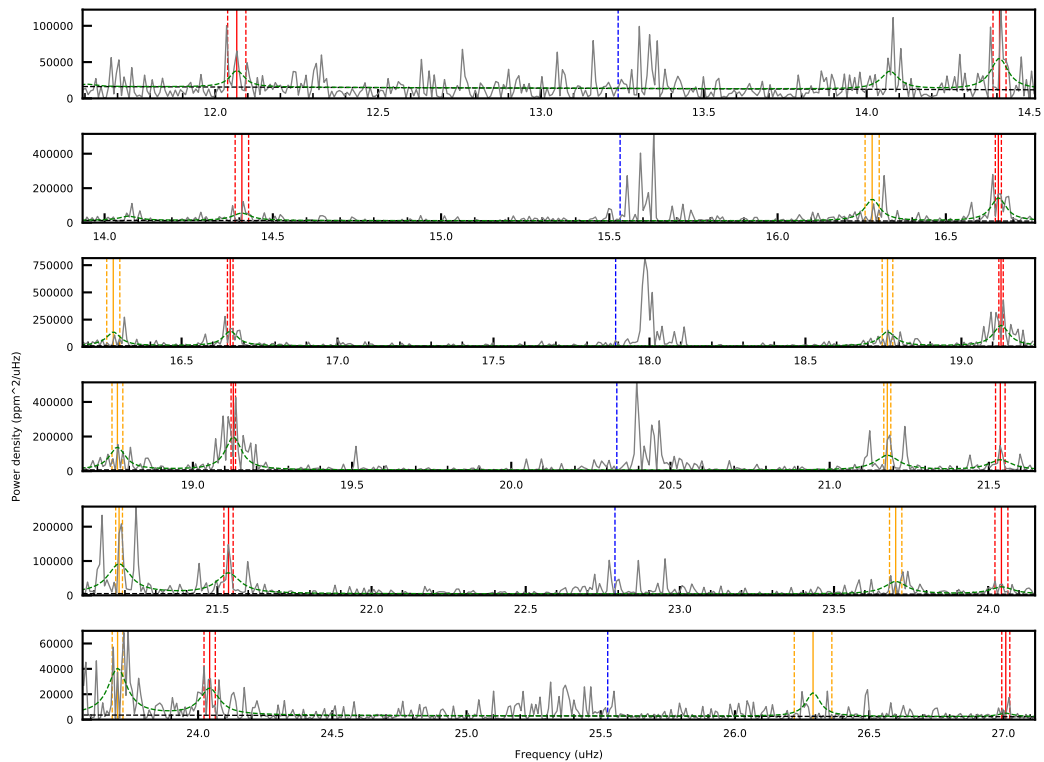 100000
50000
0
12.0 12.5 13.0 13.5 14.0 14.5
400000
200000
0
14.0 14.5 15.0 15.5 16.0 16.5
750000
500000
250000
0
16.5 17.0 17.5 18.0 18.5 19.0
400000
200000
0
19.0 19.5 20.0 20.5 21.0 21.5
200000
100000
0
21.5 22.0 22.5 23.0 23.5 24.0
60000
40000
20000
0
24.0 24.5 25.0 25.5 26.0 26.5 27.0
Power density (ppm^2/uHz)
Frequency (uHz)